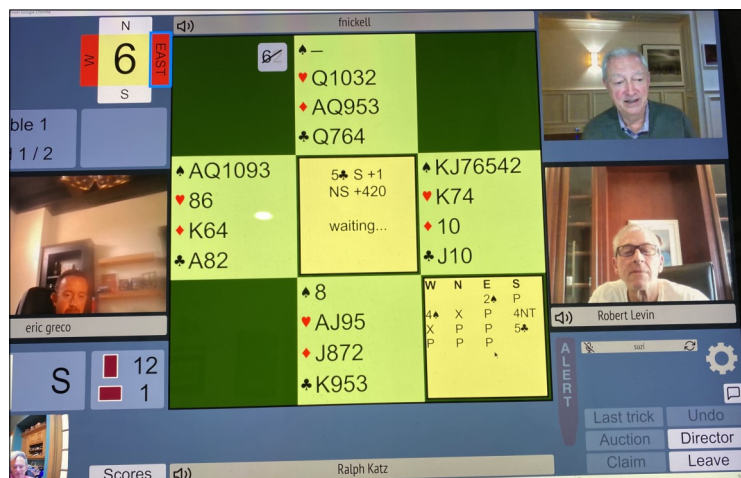 fnickell
N
W 6 EAST
S
ble 1
1 / 2
♠ –
♥ Q1032
♦ AQ953
♣ Q764
♠ AQ1093
♥ 86
♦ K64
♣ A82
5♣ S +1
NS +420
waiting...
♠ KJ76542
♥ K74
♦ 10
♣ J10
♠ 8
♥ AJ95
♦ J872
♣ K953
W N E S
2♠ P
4♠ X P 4NT
X P P 5♣
P P P
eric greco
Robert Levin
S
12
1
ALERT
suzi
Last trick
Undo
Auction
Director
Claim
Leave
Scores
Ralph Katz